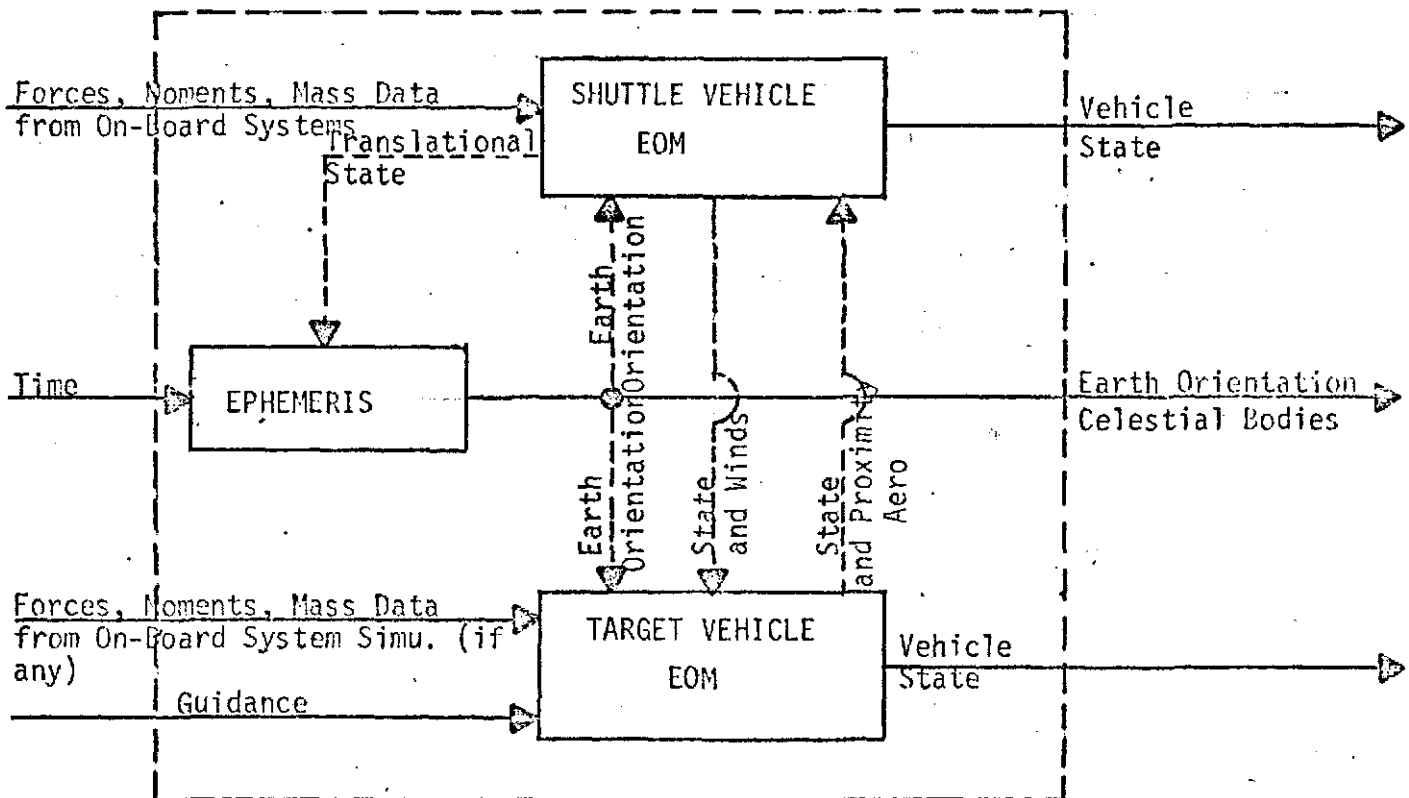 Forces, Moments, Mass Data
from On-Board Systems
Translational
State
SHUTTLE VEHICLE
EOM
Vehicle
State
Earth
Orientation
Time
EPHEMERIS
Earth Orientation
Celestial Bodies
Earth
Orientation
State
and Winds
State
and Proximity
Aero
Forces, Moments, Mass Data
from On-Board System Simu. (if
any)
Guidance
TARGET VEHICLE
EOM
Vehicle
State